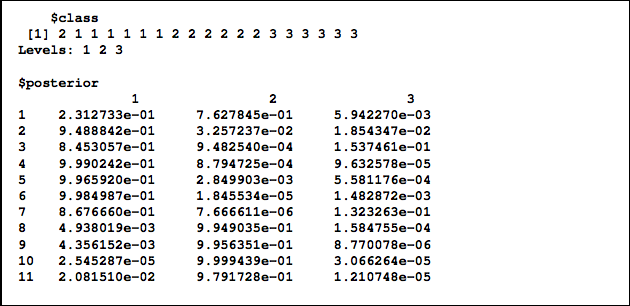 $class
[1] 2 1 1 1 1 1 1 2 2 2 2 2 2 3 3 3 3 3 3
Levels: 1 2 3
$posterior
1 2 3
1 2.312733e-01 7.627845e-01 5.942270e-03
2 9.488842e-01 3.257237e-02 1.854347e-02
3 8.453057e-01 9.482540e-04 1.537461e-01
4 9.990242e-01 8.794725e-04 9.632578e-05
5 9.965920e-01 2.849903e-03 5.581176e-04
6 9.984987e-01 1.845534e-05 1.482872e-03
7 8.676660e-01 7.666611e-06 1.323263e-01
8 4.938019e-03 9.949035e-01 1.584755e-04
9 4.356152e-03 9.956351e-01 8.770078e-06
10 2.545287e-05 9.999439e-01 3.066264e-05
11 2.081510e-02 9.791728e-01 1.210748e-05